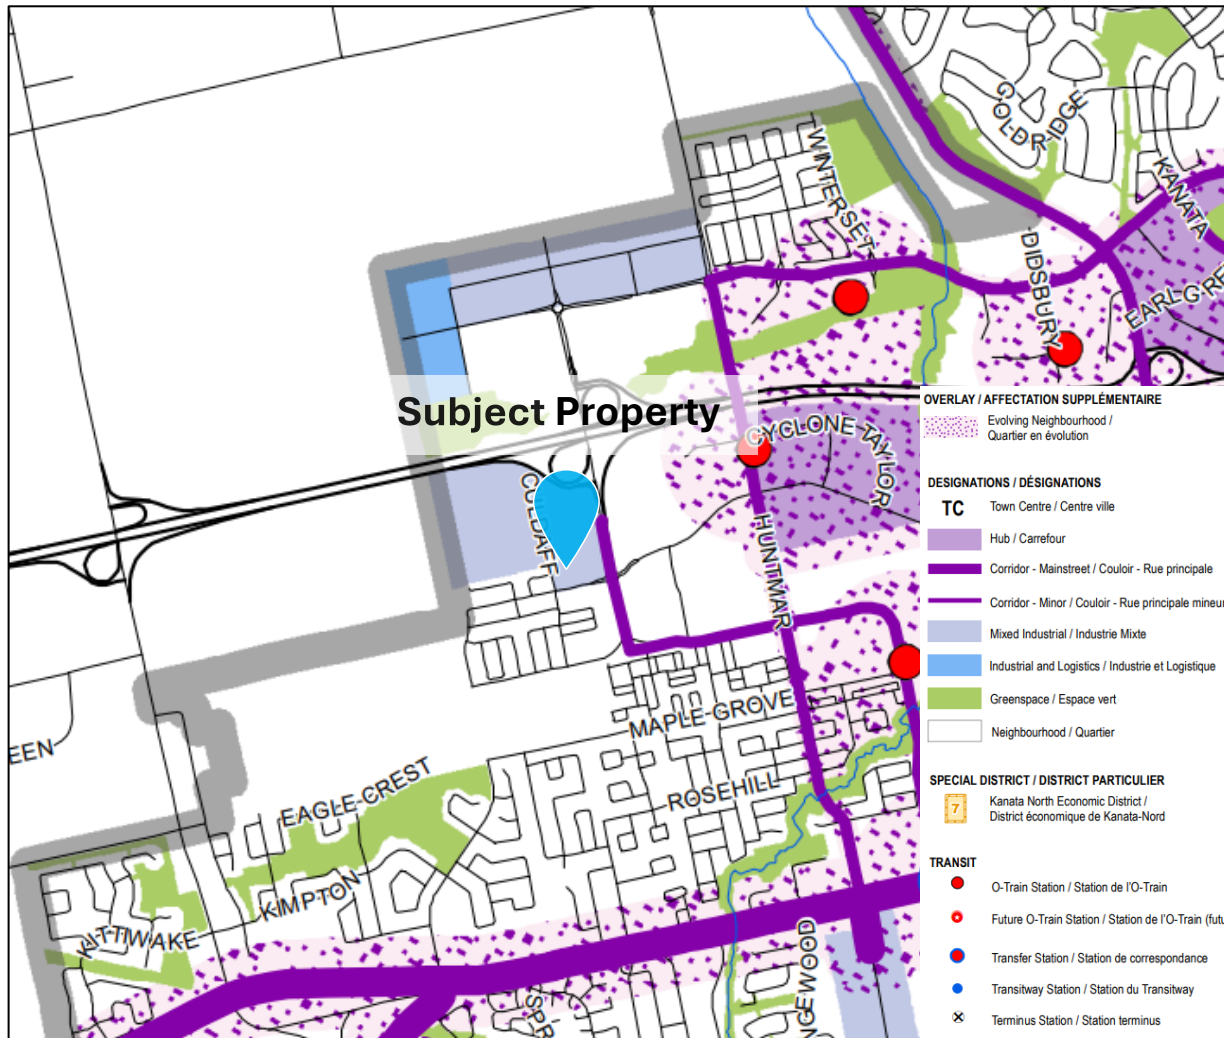 GOLDRIDGE
KANATA
WINTERSET
DIDSBURY
EARL GRE
Subject Property
CYCLONE TAYLOR
CULDAFF
HUNTMAR
MAPLE GROVE
ROSEHILL
EEN
EAGLE CREST
KIMPTON
KITTIWAKE
SPR
NGEWOOD
OVERLAY / AFFECTATION SUPPLÉMENTAIRE
Evolving Neighbourhood /
Quartier en évolution
DESIGNATIONS / DÉSIGNATIONS
TC Town Centre / Centre ville
Hub / Carrefour
Corridor - Mainstreet / Couloir - Rue principale
Corridor - Minor / Couloir - Rue principale mineur
Mixed Industrial / Industrie Mixte
Industrial and Logistics / Industrie et Logistique
Greenspace / Espace vert
Neighbourhood / Quartier
SPECIAL DISTRICT / DISTRICT PARTICULIER
7
Kanata North Economic District /
District économique de Kanata-Nord
TRANSIT
O-Train Station / Station de l'O-Train
Future O-Train Station / Station de l'O-Train (futu
Transfer Station / Station de correspondance
Transitway Station / Station du Transitway
Terminus Station / Station terminus